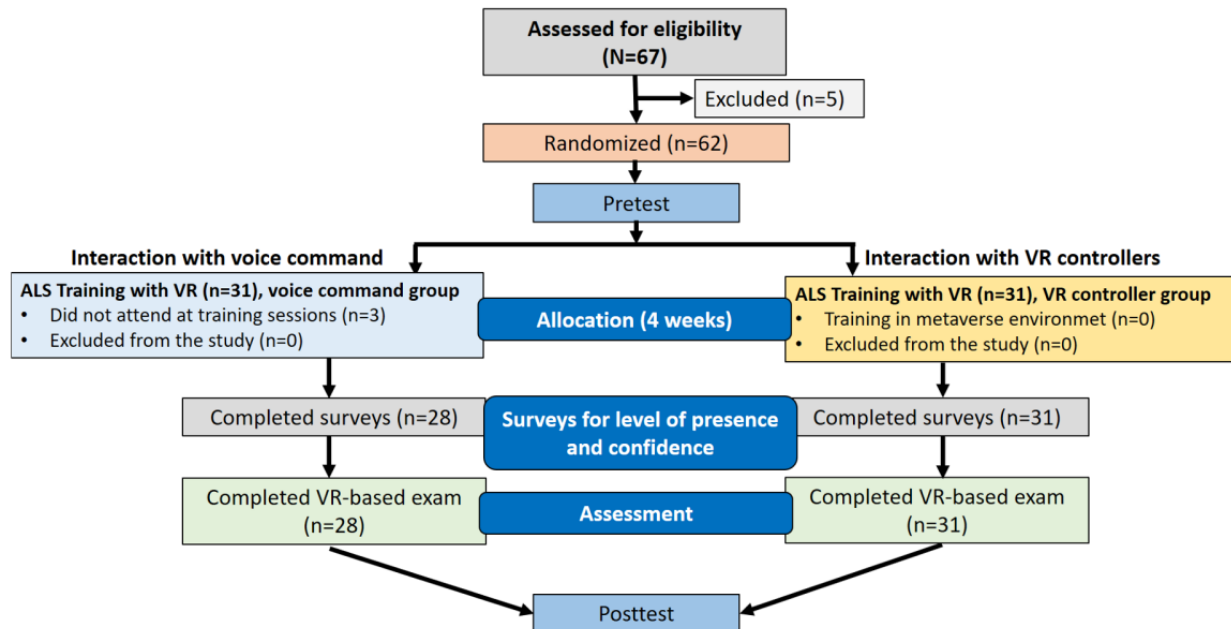 Assessed for eligibility
(N=67)
Excluded (n=5)
Randomized (n=62)
Pretest
Interaction with voice command
Interaction with VR controllers
ALS Training with VR (n=31), voice command group
• Did not attend at training sessions (n=3)
• Excluded from the study (n=0)
Allocation (4 weeks)
ALS Training with VR (n=31), VR controller group
• Training in metaverse environmet (n=0)
• Excluded from the study (n=0)
Completed surveys (n=28)
Surveys for level of presence
and confidence
Completed surveys (n=31)
Completed VR-based exam
(n=28)
Assessment
Completed VR-based exam
(n=31)
Posttest